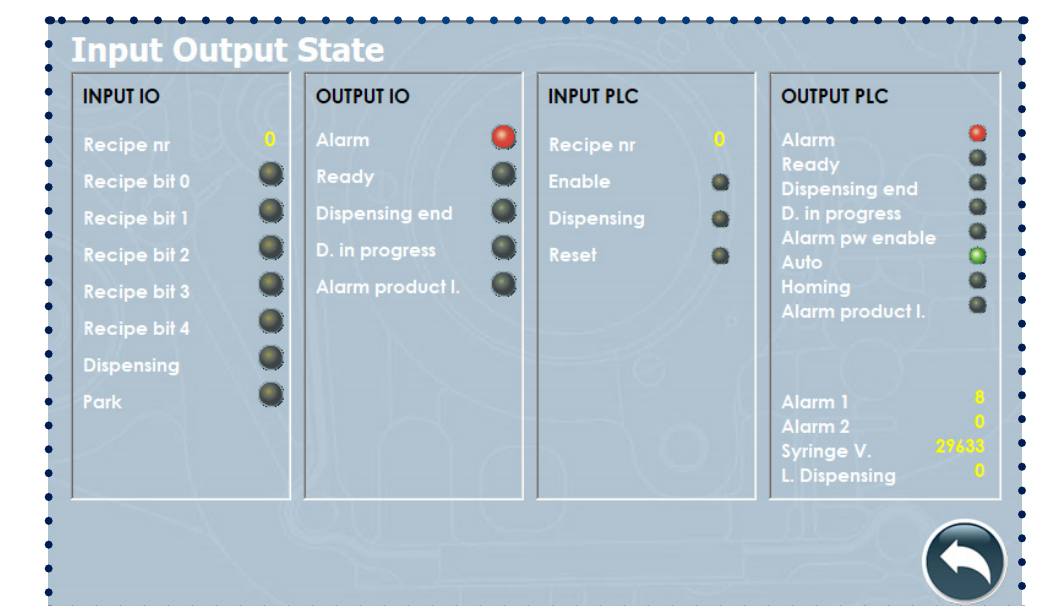 Input Output State
INPUT IO
Recipe nr 0
Recipe bit 0
Recipe bit 1
Recipe bit 2
Recipe bit 3
Recipe bit 4
Dispensing
Park
OUTPUT IO
Alarm
Ready
Dispensing end
D. in progress
Alarm product l.
INPUT PLC
Recipe nr 0
Enable
Dispensing
Reset
OUTPUT PLC
Alarm
Ready
Dispensing end
D. in progress
Alarm pw enable
Auto
Homing
Alarm product l.
Alarm 1 8
Alarm 2 0
Syringe V. 29633
L. Dispensing 0